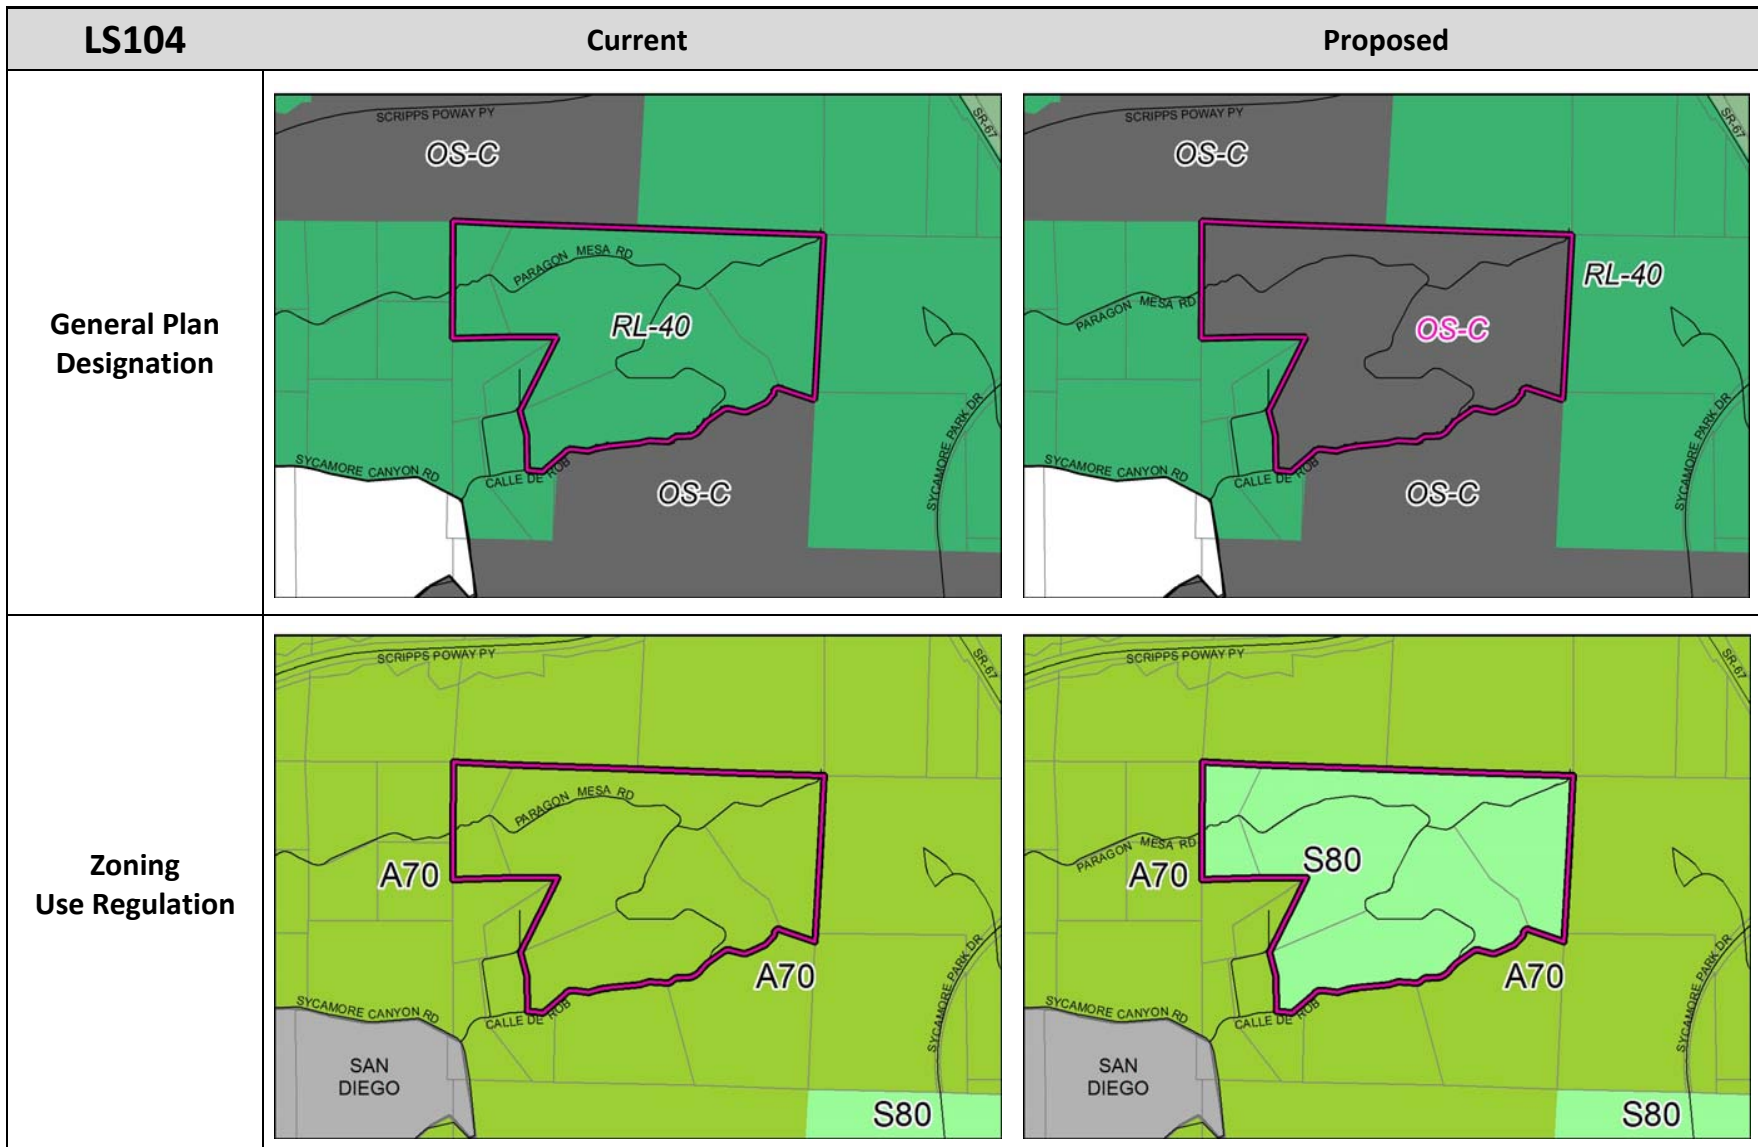 LS104
Current
Proposed
General Plan
Designation
SCRIPPS POWAY PY
SR-67
OS-C
PARAGON MESA RD
RL-40
SYCAMORE CANYON RD
CALLE DE ROB
OS-C
SYCAMORE PARK DR
SCRIPPS POWAY PY
SR-67
OS-C
RL-40
PARAGON MESA RD
OS-C
SYCAMORE CANYON RD
CALLE DE ROB
OS-C
SYCAMORE PARK DR
Zoning
Use Regulation
SCRIPPS POWAY PY
SR-67
PARAGON MESA RD
A70
A70
SYCAMORE CANYON RD
CALLE DE ROB
SYCAMORE PARK DR
SAN
DIEGO
S80
SCRIPPS POWAY PY
SR-67
PARAGON MESA RD
A70
S80
A70
SYCAMORE CANYON RD
CALLE DE ROB
SYCAMORE PARK DR
SAN
DIEGO
S80